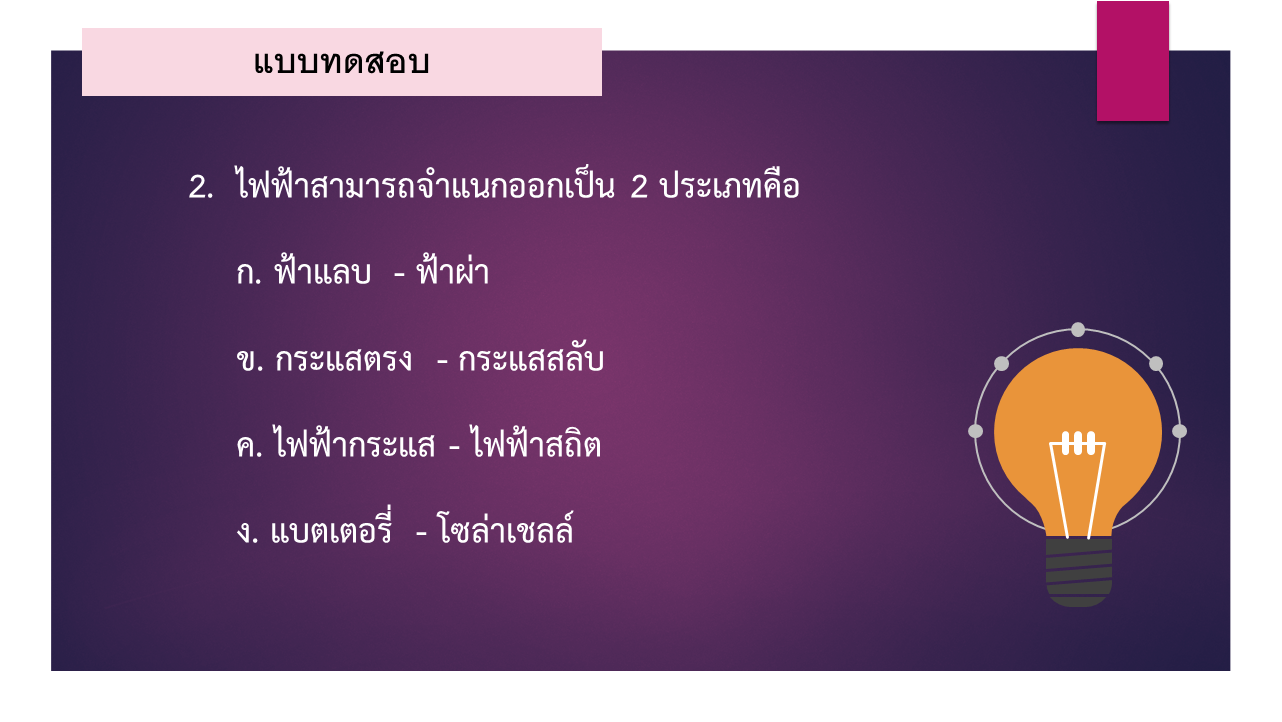 แบบทดสอบ
2. ไฟฟ้าสามารถจำแนกออกเป็น 2 ประเภทคือ
ก. ฟ้าแลบ - ฟ้าผ่า
ข. กระแสตรง - กระแสสลับ
ค. ไฟฟ้ากระแส - ไฟฟ้าสถิต
ง. แบตเตอรี่ - โซล่าเชลล์